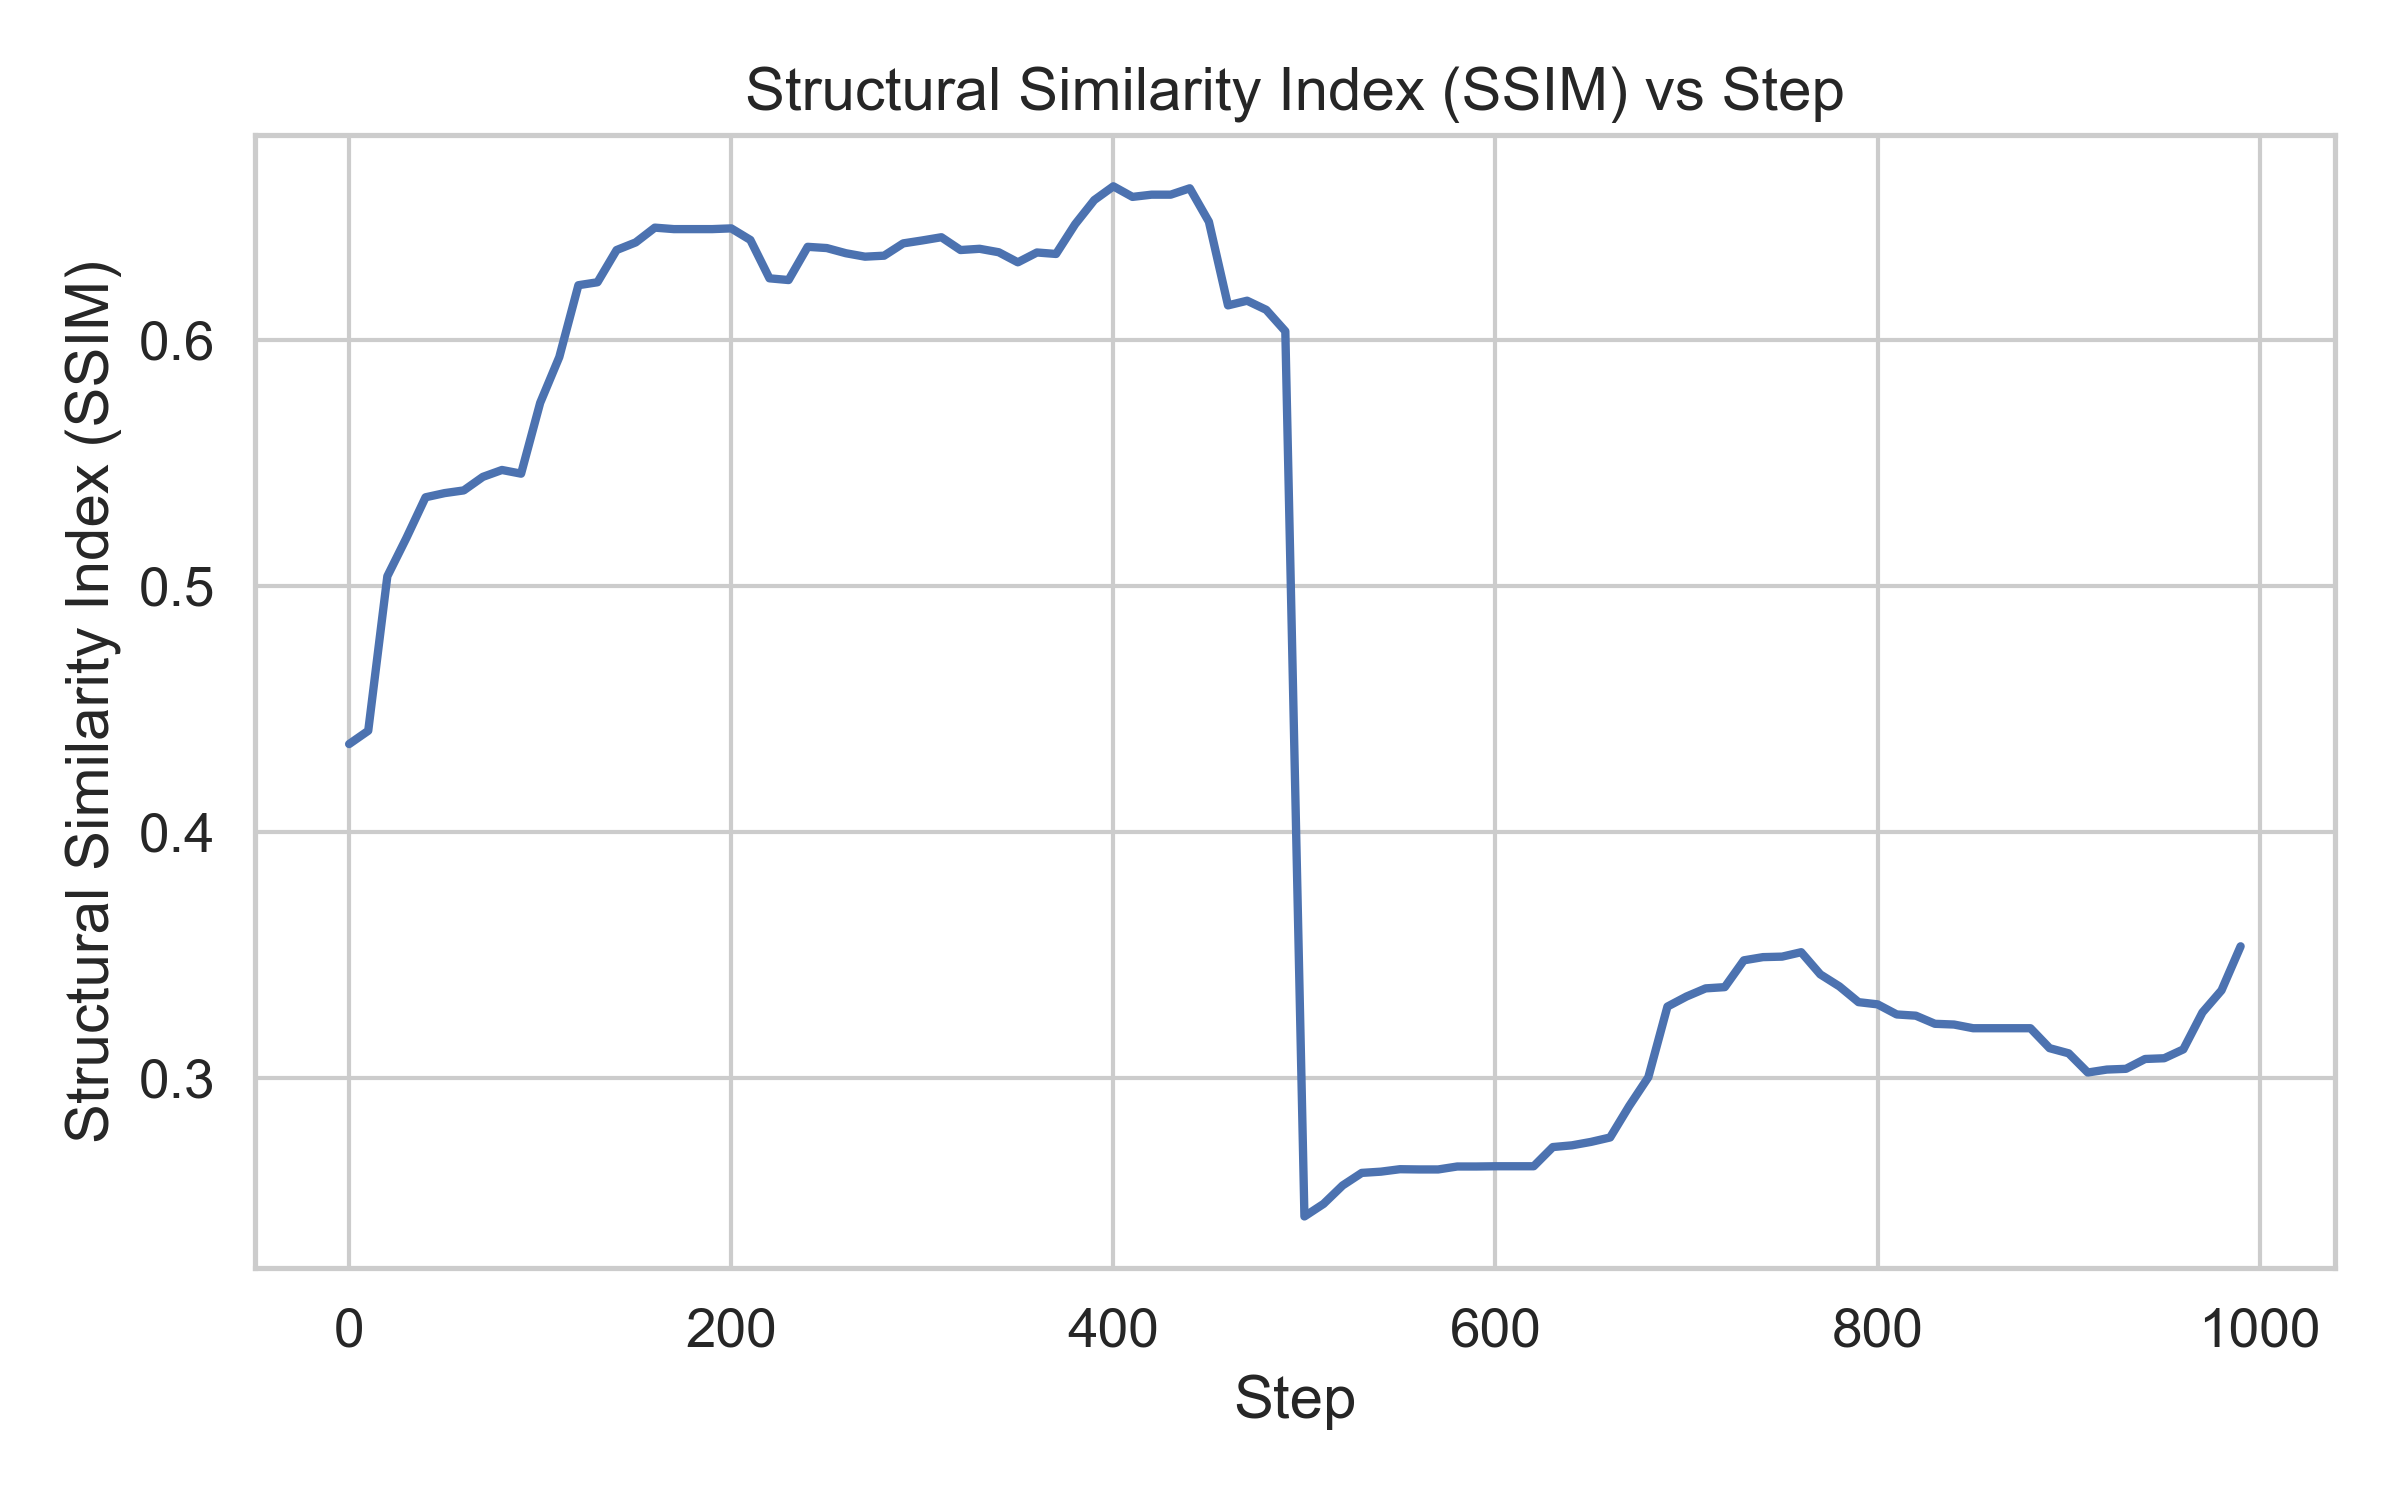 Structural Similarity Index (SSIM) vs Step
Structural Similarity Index (SSIM)
0.6
0.5
0.4
0.3
0 200 400 600 800 1000
Step